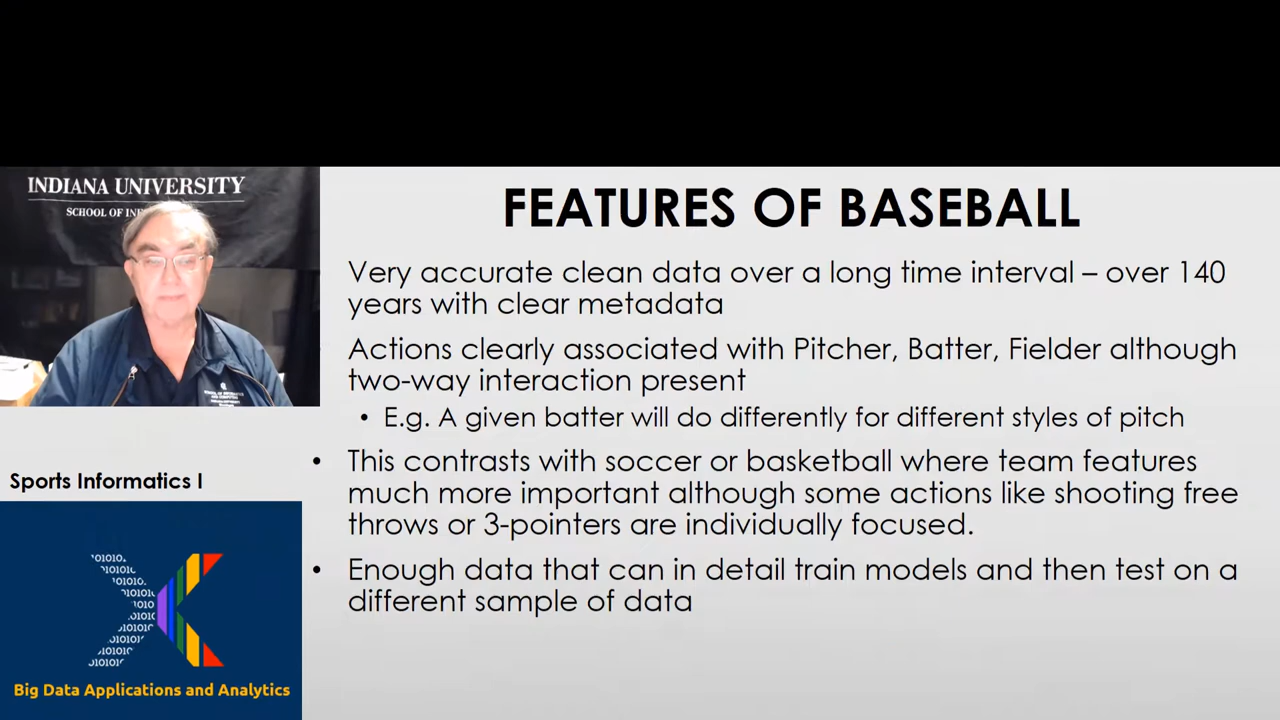 INDIANA UNIVERSITY
SCHOOL OF
FEATURES OF BASEBALL
Very accurate clean data over a long time interval – over 140
years with clear metadata
Actions clearly associated with Pitcher, Batter, Fielder although
two-way interaction present
• E.g. A given batter will do differently for different styles of pitch
• This contrasts with soccer or basketball where team features
much more important although some actions like shooting free
throws or 3-pointers are individually focused.
• Enough data that can in detail train models and then test on a
different sample of data
Sports Informatics I
Big Data Applications and Analytics